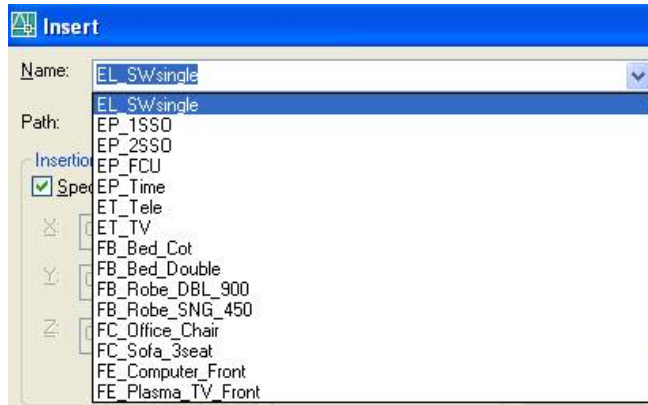 Insert
Name: EL_SWsingle
EL_SWsingle
Path: EP_1SSO
EP_2SSO
Insertio EP_FCU
Spe EP_Time
ET_Tele
X: ET_TV
FB_Bed_Cot
Y: FB_Bed_Double
FB_Robe_DBL_900
FB_Robe_SNG_450
Z: FC_Office_Chair
FC_Sofa_3seat
FE_Computer_Front
FE_Plasma_TV_Front